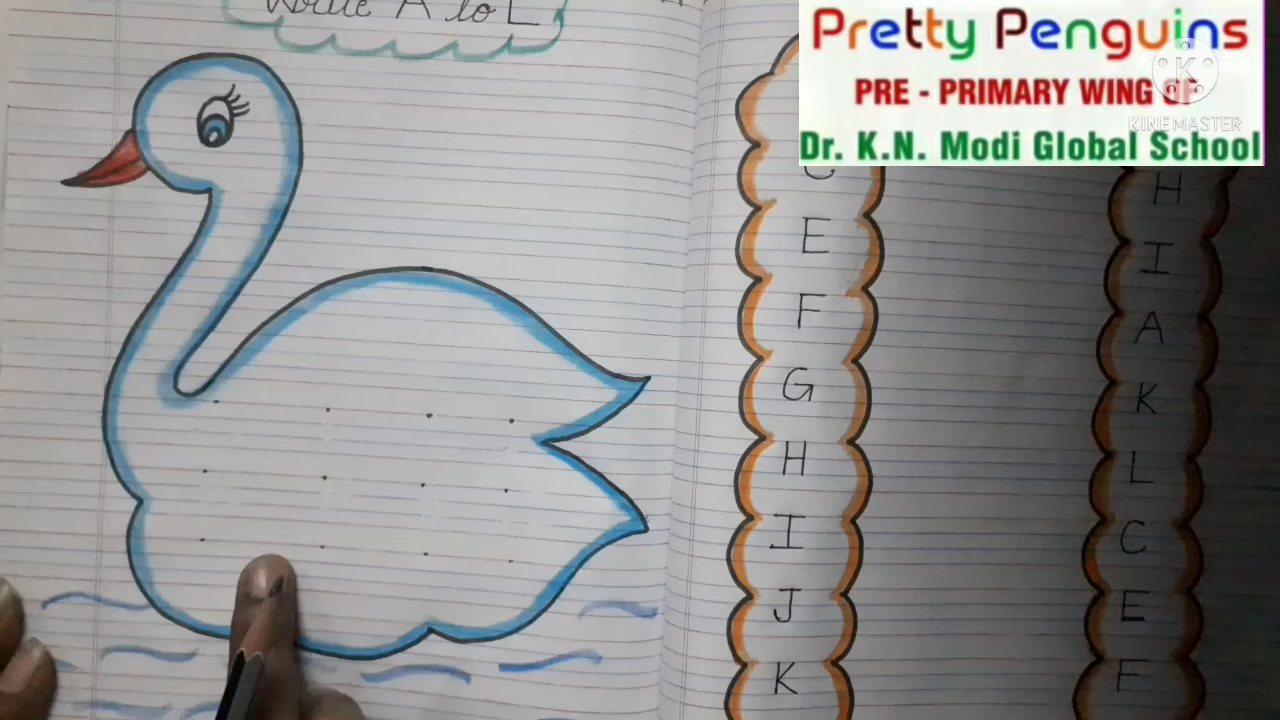 Write A to L
Pretty Penguins
PRE - PRIMARY WING OF
Dr. K.N. Modi Global School
K
KINEMASTER
E
F
G
H
I
J
K
H
I
A
K
L
C
E
F